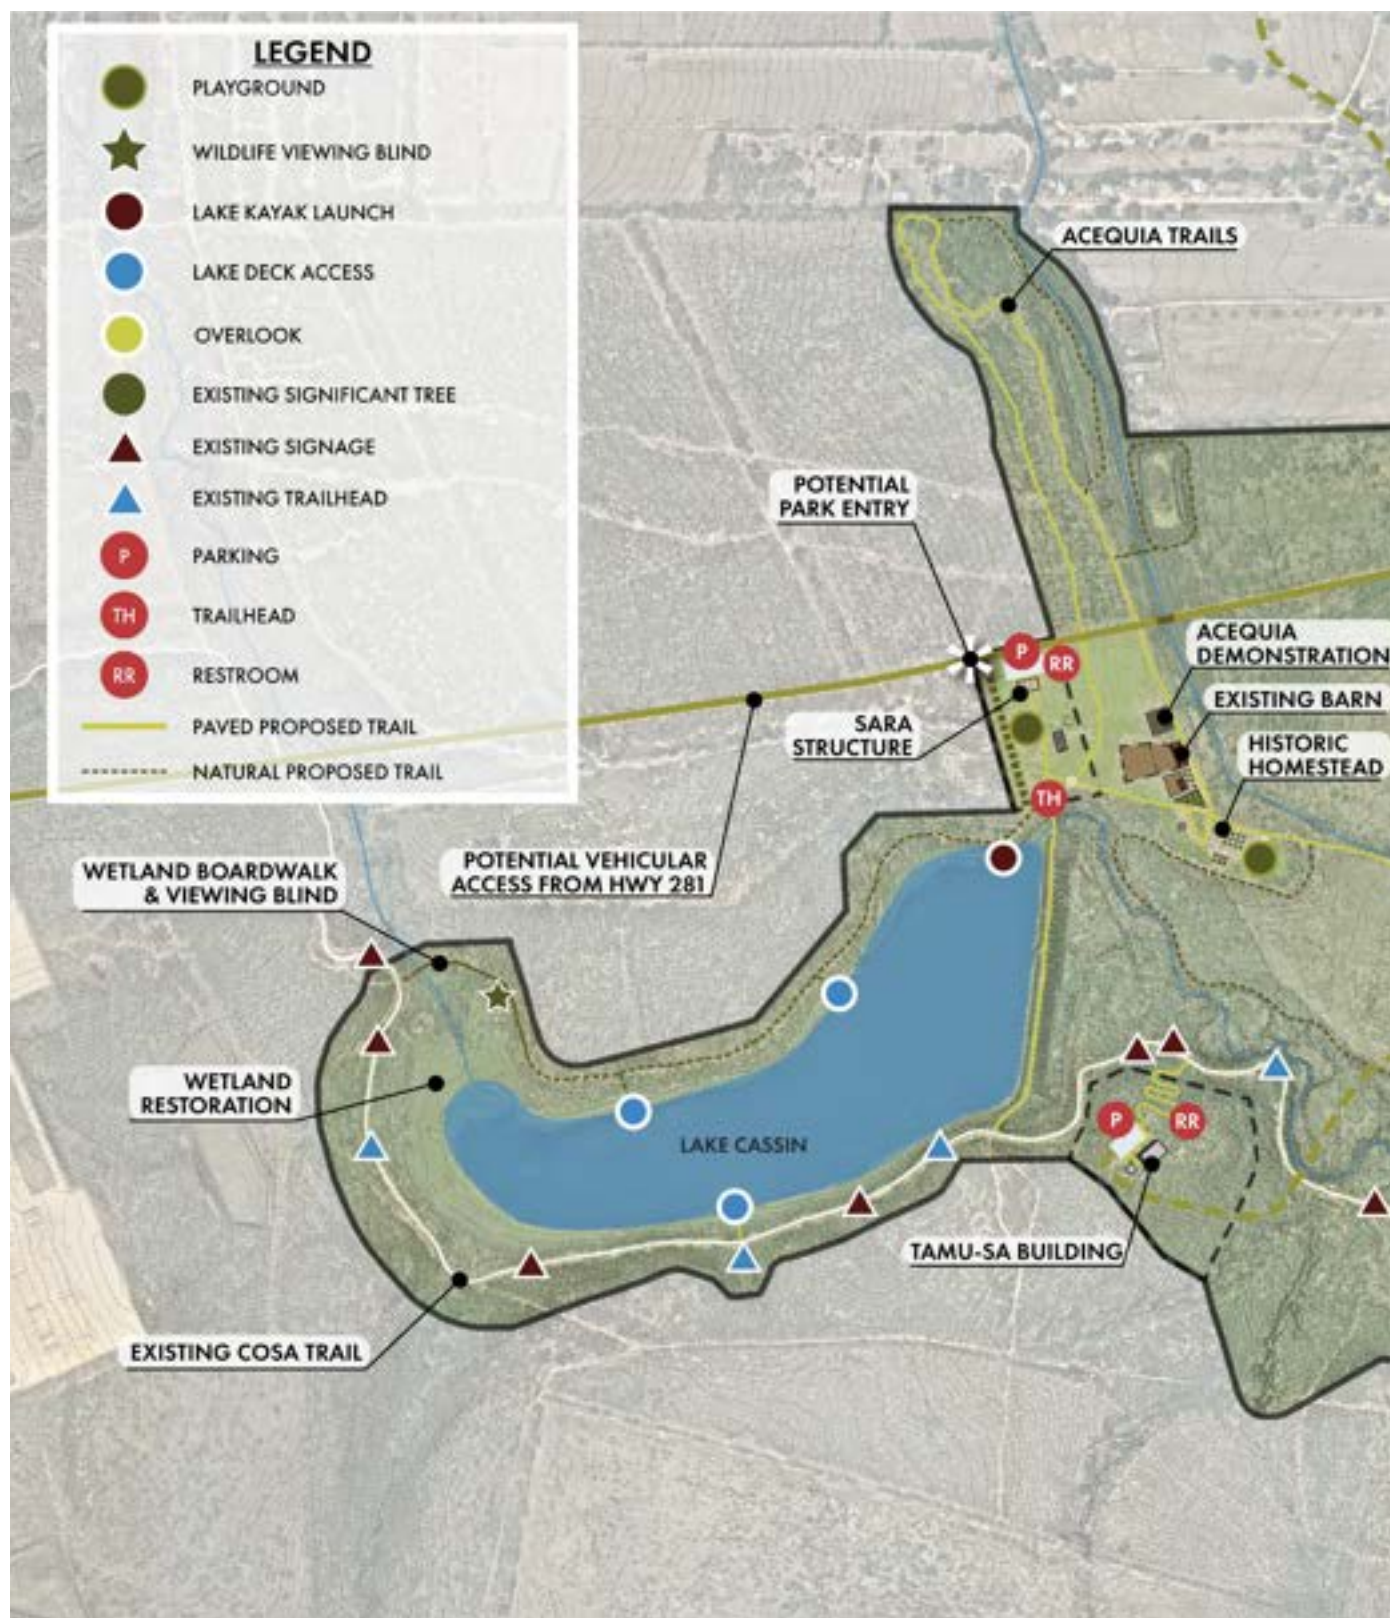 LEGEND
PLAYGROUND
WILDLIFE VIEWING BLIND
LAKE KAYAK LAUNCH
LAKE DECK ACCESS
OVERLOOK
EXISTING SIGNIFICANT TREE
EXISTING SIGNAGE
EXISTING TRAILHEAD
P
PARKING
TH
TRAILHEAD
RR
RESTROOM
PAVED PROPOSED TRAIL
NATURAL PROPOSED TRAIL
ACEQUIA TRAILS
POTENTIAL
PARK ENTRY
P
RR
ACEQUIA
DEMONSTRATION
EXISTING BARN
SARA
STRUCTURE
HISTORIC
HOMESTEAD
TH
POTENTIAL VEHICULAR
ACCESS FROM HWY 281
WETLAND BOARDWALK
& VIEWING BLIND
WETLAND
RESTORATION
LAKE CASSIN
P
RR
TAMU-SA BUILDING
EXISTING COSA TRAIL